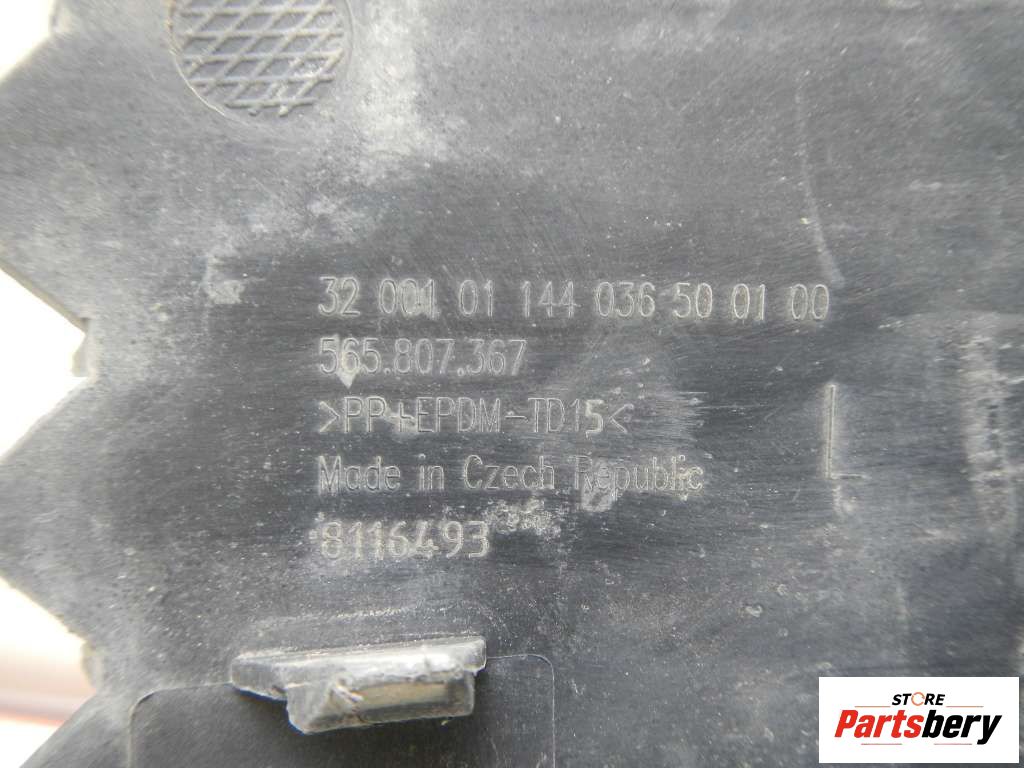 32 001 01 144 036 50 01 00
565.807.367
>PP+EPDM-TD15<
Made in Czech Republic
8116493
L
STORE
Partsbery